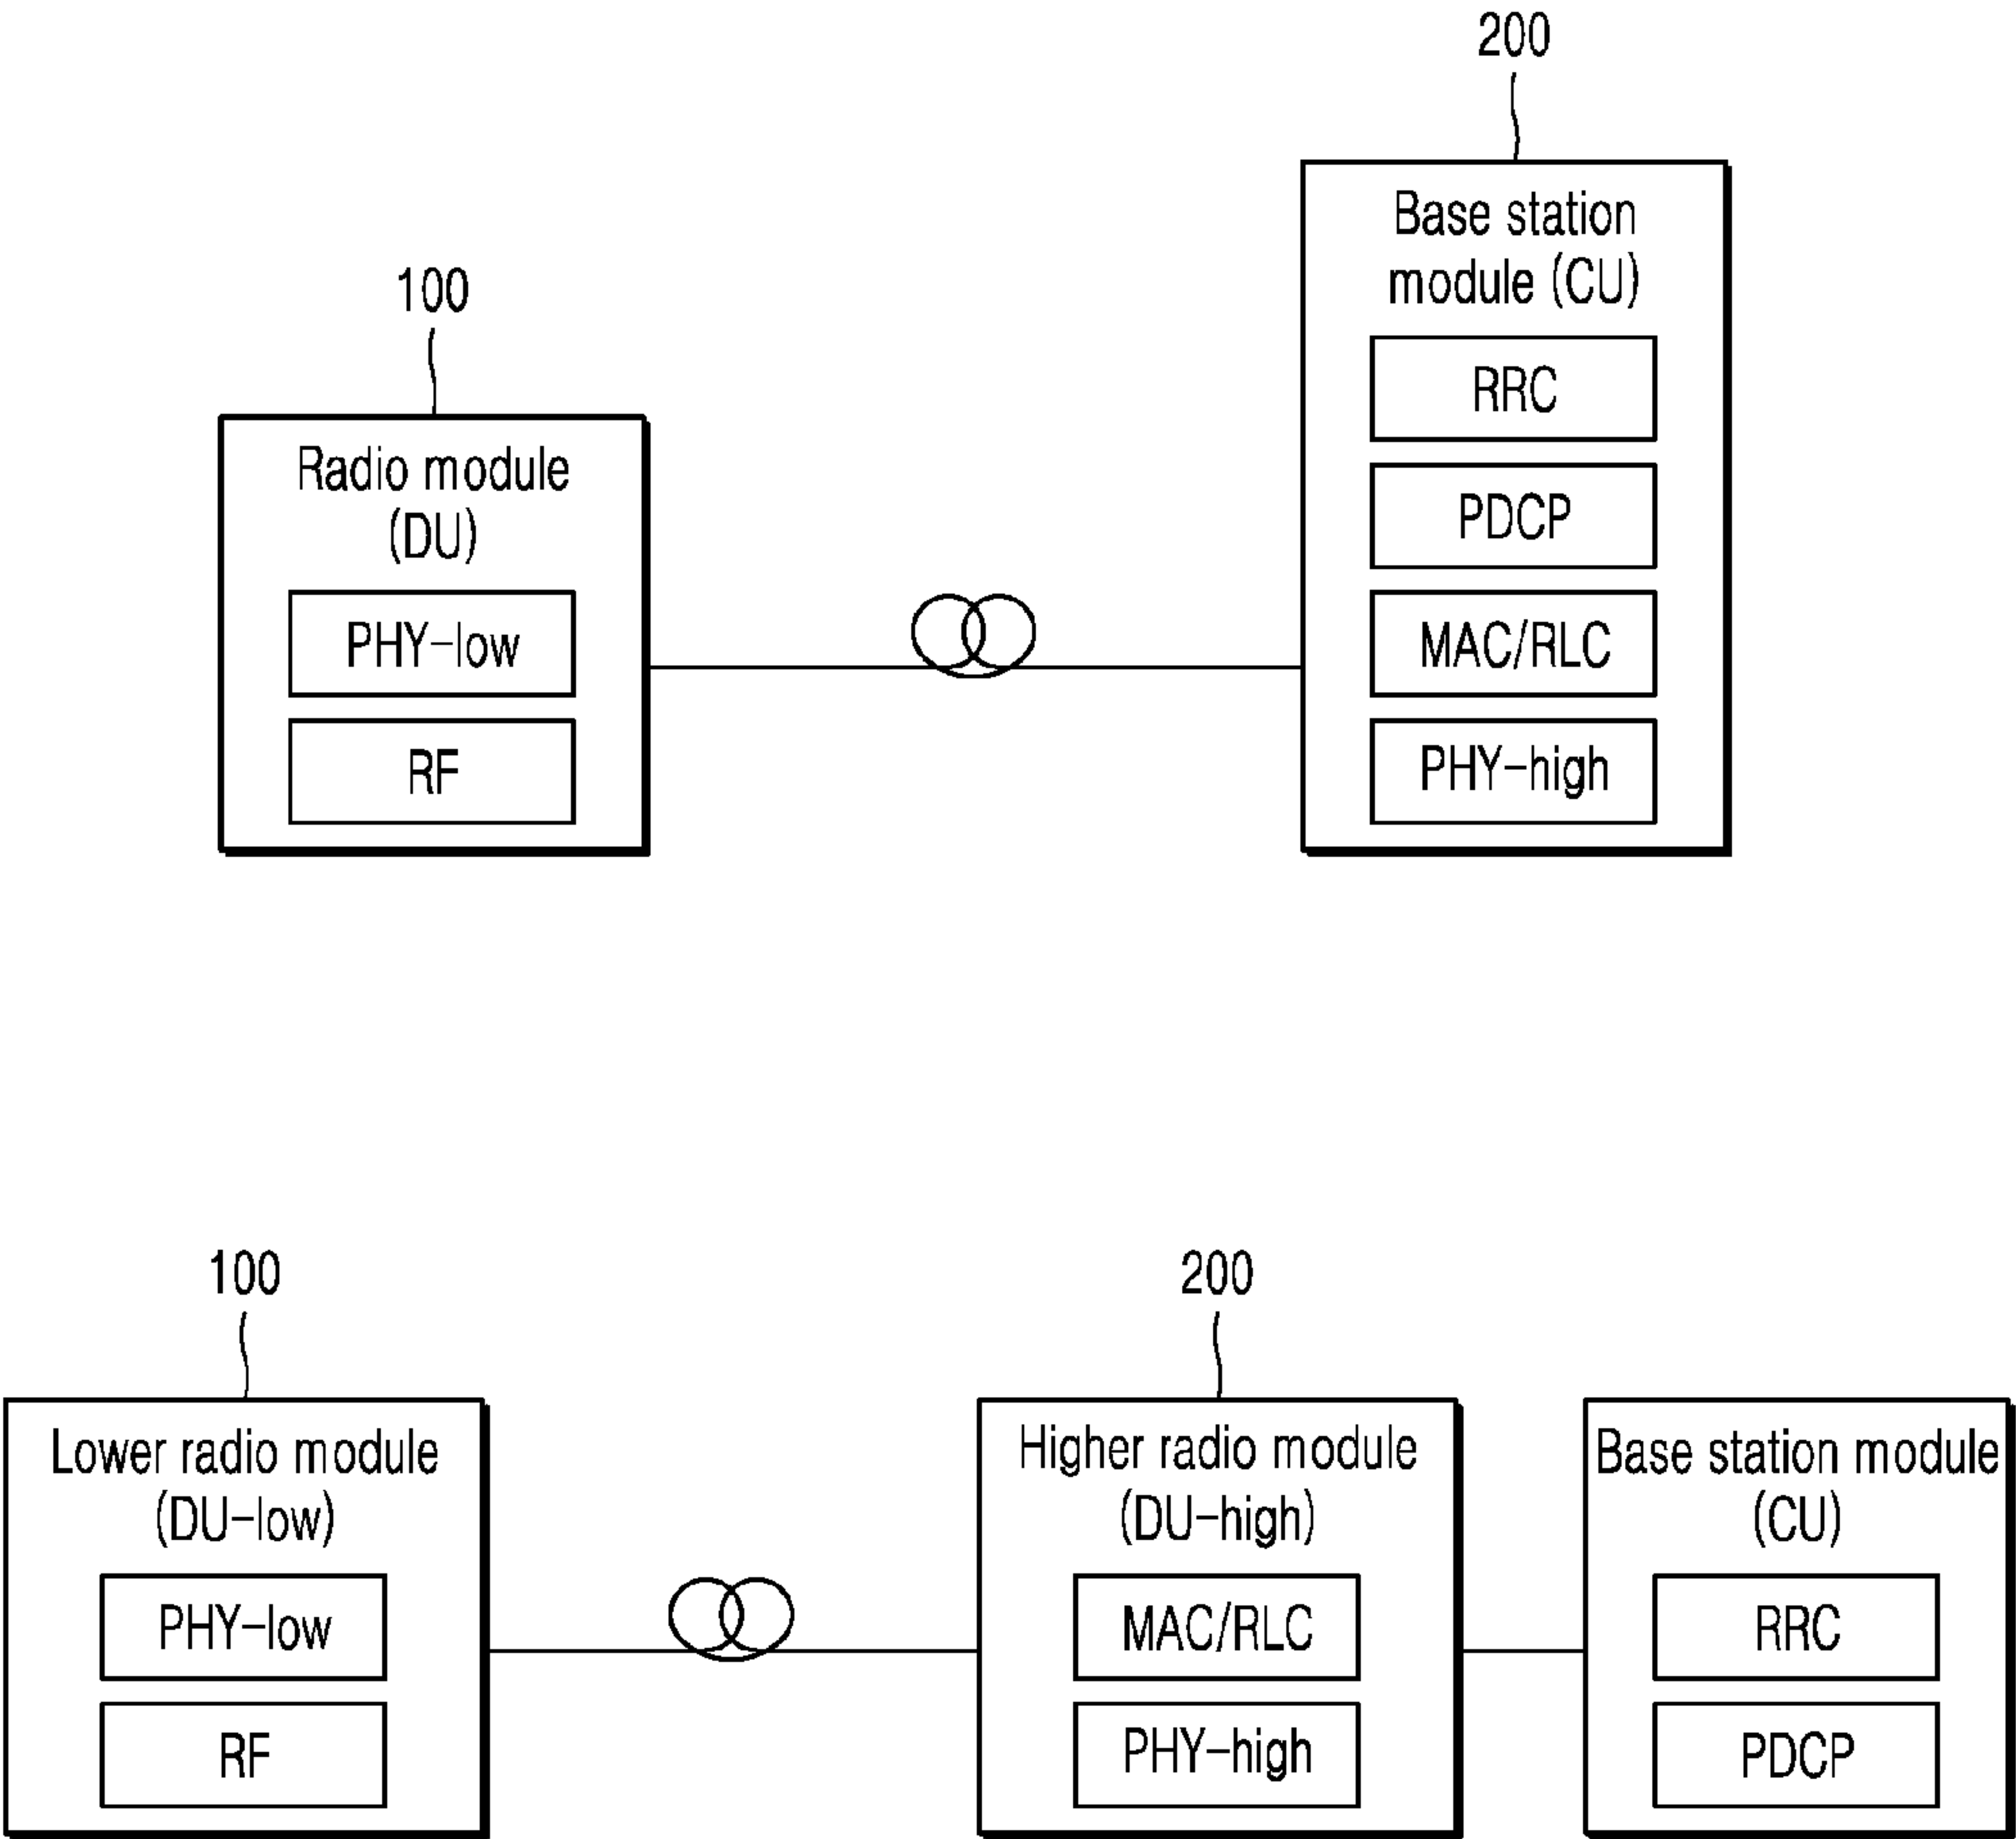 200
Base station
module (CU)
RRC
PDCP
MAC/RLC
PHY-high
100
Radio module
(DU)
PHY-low
RF
100
Lower radio module
(DU-low)
PHY-low
RF
200
Higher radio module
(DU-high)
MAC/RLC
PHY-high
Base station module
(CU)
RRC
PDCP